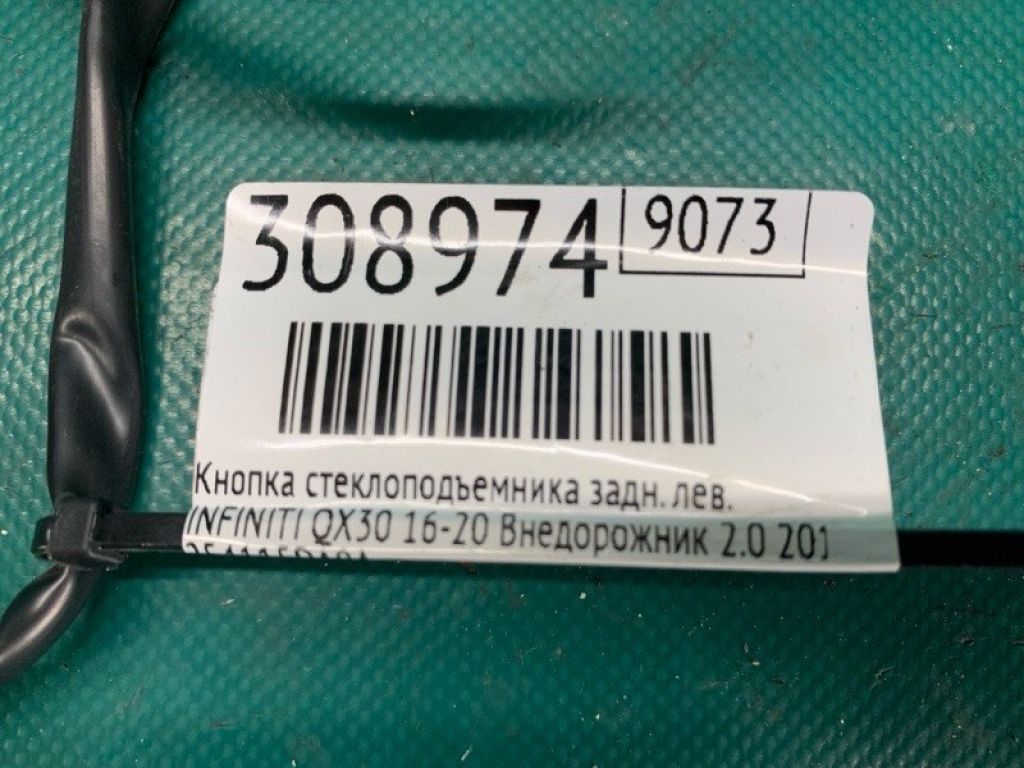 308974 9073
Кнопка стеклоподъемника задн. лев.
INFINITI QX30 16-20 Внедорожник 2.0 201